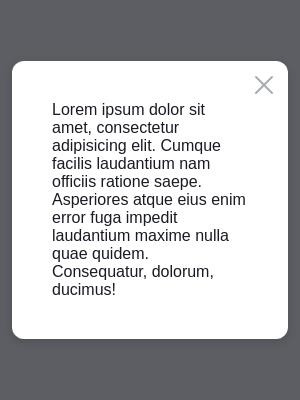 Lorem ipsum dolor sit
amet, consectetur
adipisicing elit. Cumque
facilis laudantium nam
officiis ratione saepe.
Asperiores atque eius enim
error fuga impedit
laudantium maxime nulla
quae quidem.
Consequatur, dolorum,
ducimus!